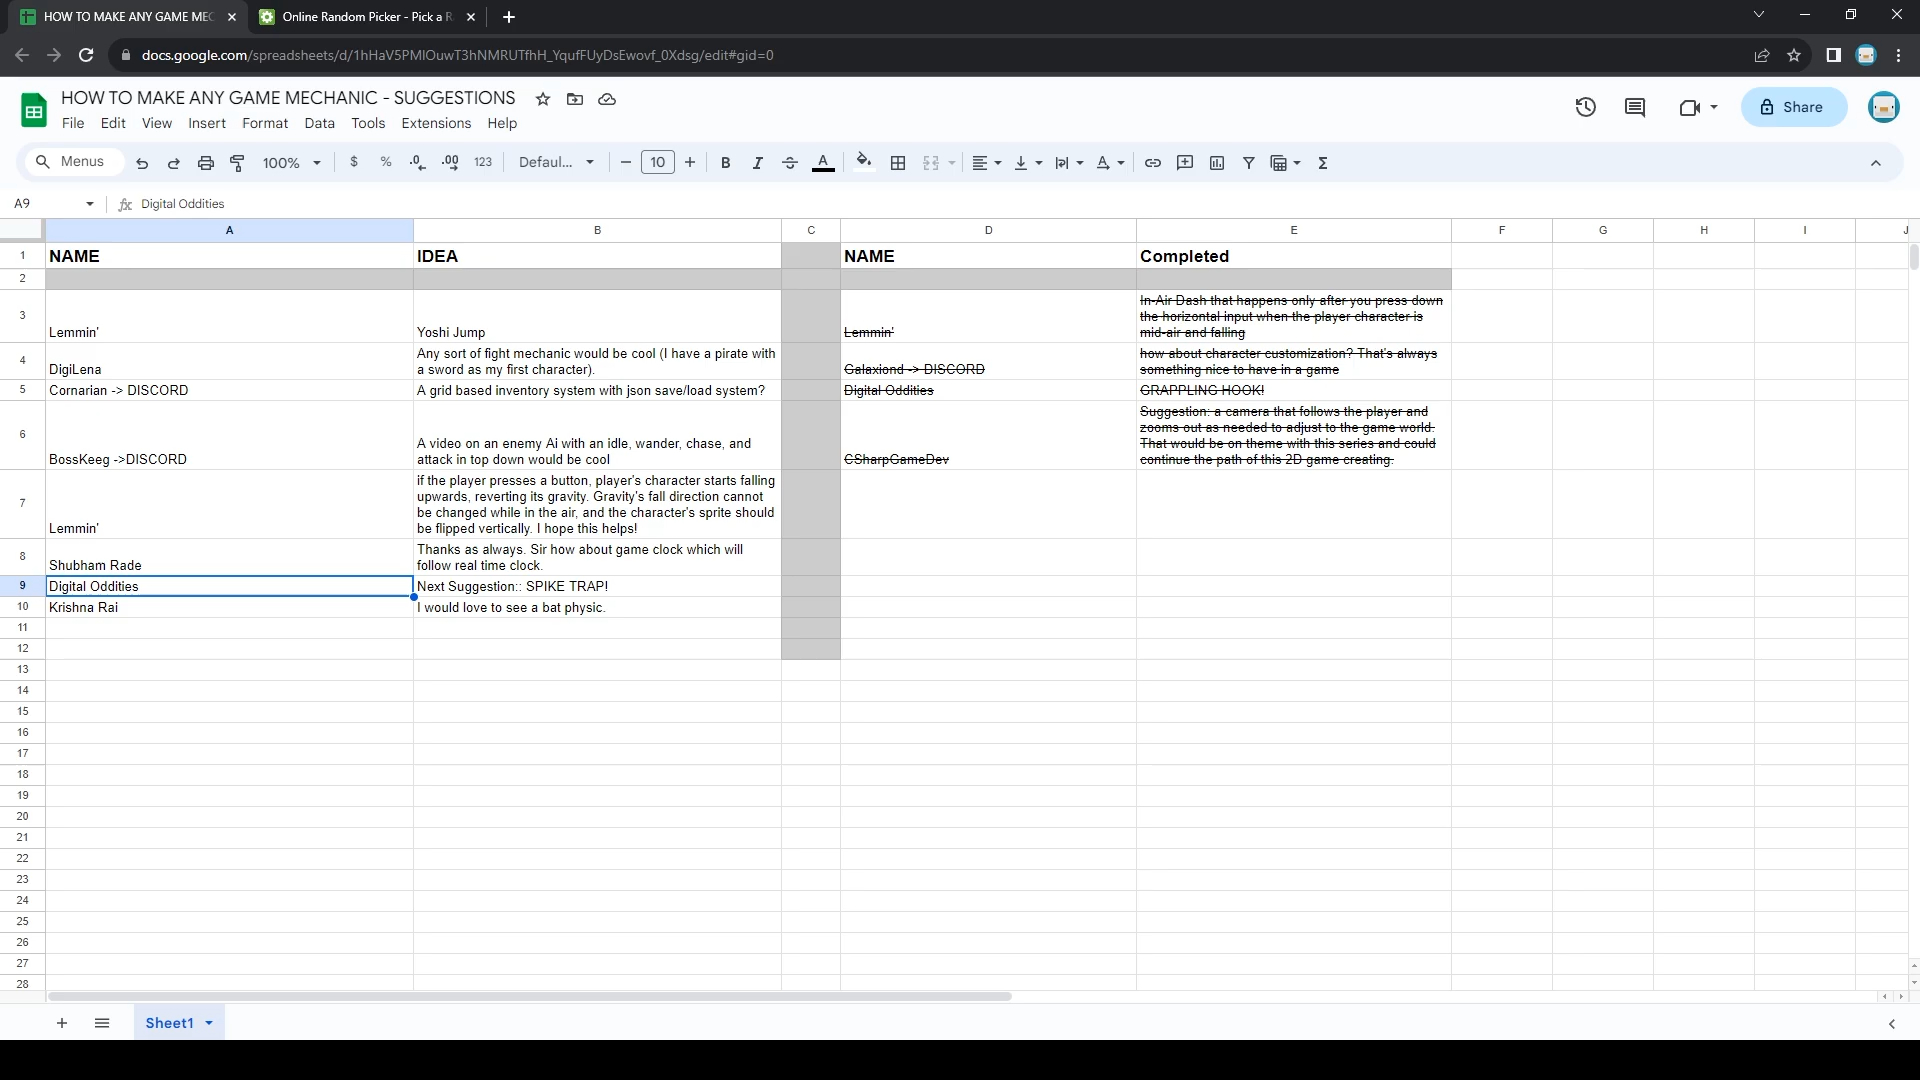 HOW TO MAKE ANY GAME MEC
Online Random Picker - Pick a R
docs.google.com/spreadsheets/d/1hHaV5PMIOuwT3hNMRUTfhH_YqufFUyDsEwovf_0Xdsg/edit#gid=0
HOW TO MAKE ANY GAME MECHANIC - SUGGESTIONS
File Edit View Insert Format Data Tools Extensions Help
Share
Menus 100% $ % .0 .00 123 Defaul... 10 B I A
A9 fx Digital Oddities
A B C D E F G H I J
1 NAME IDEA NAME Completed
2
3 Lemmin' Yoshi Jump Lemmin' In-Air Dash that happens only after you press down
the horizontal input when the player character is
mid-air and falling
4 DigiLena Any sort of fight mechanic would be cool (I have a pirate with
a sword as my first character).
Galaxiond -> DISCORD how about character customization? That's always
something nice to have in a game
5 Cornarian -> DISCORD A grid based inventory system with json save/load system? Digital Oddities GRAPPLING HOOK!
6 BossKeeg ->DISCORD A video on an enemy Ai with an idle, wander, chase, and
attack in top down would be cool
CSharpGameDev Suggestion: a camera that follows the player and
zooms out as needed to adjust to the game world.
That would be on theme with this series and could
continue the path of this 2D game creating.
7 Lemmin' if the player presses a button, player's character starts falling
upwards, reverting its gravity. Gravity's fall direction cannot
be changed while in the air, and the character's sprite should
be flipped vertically. I hope this helps!
8 Shubham Rade Thanks as always. Sir how about game clock which will
follow real time clock.
9 Digital Oddities Next Suggestion:: SPIKE TRAP!
10 Krishna Rai I would love to see a bat physic.
11
12
13
14
15
16
17
18
19
20
21
22
23
24
25
26
27
28
Sheet1